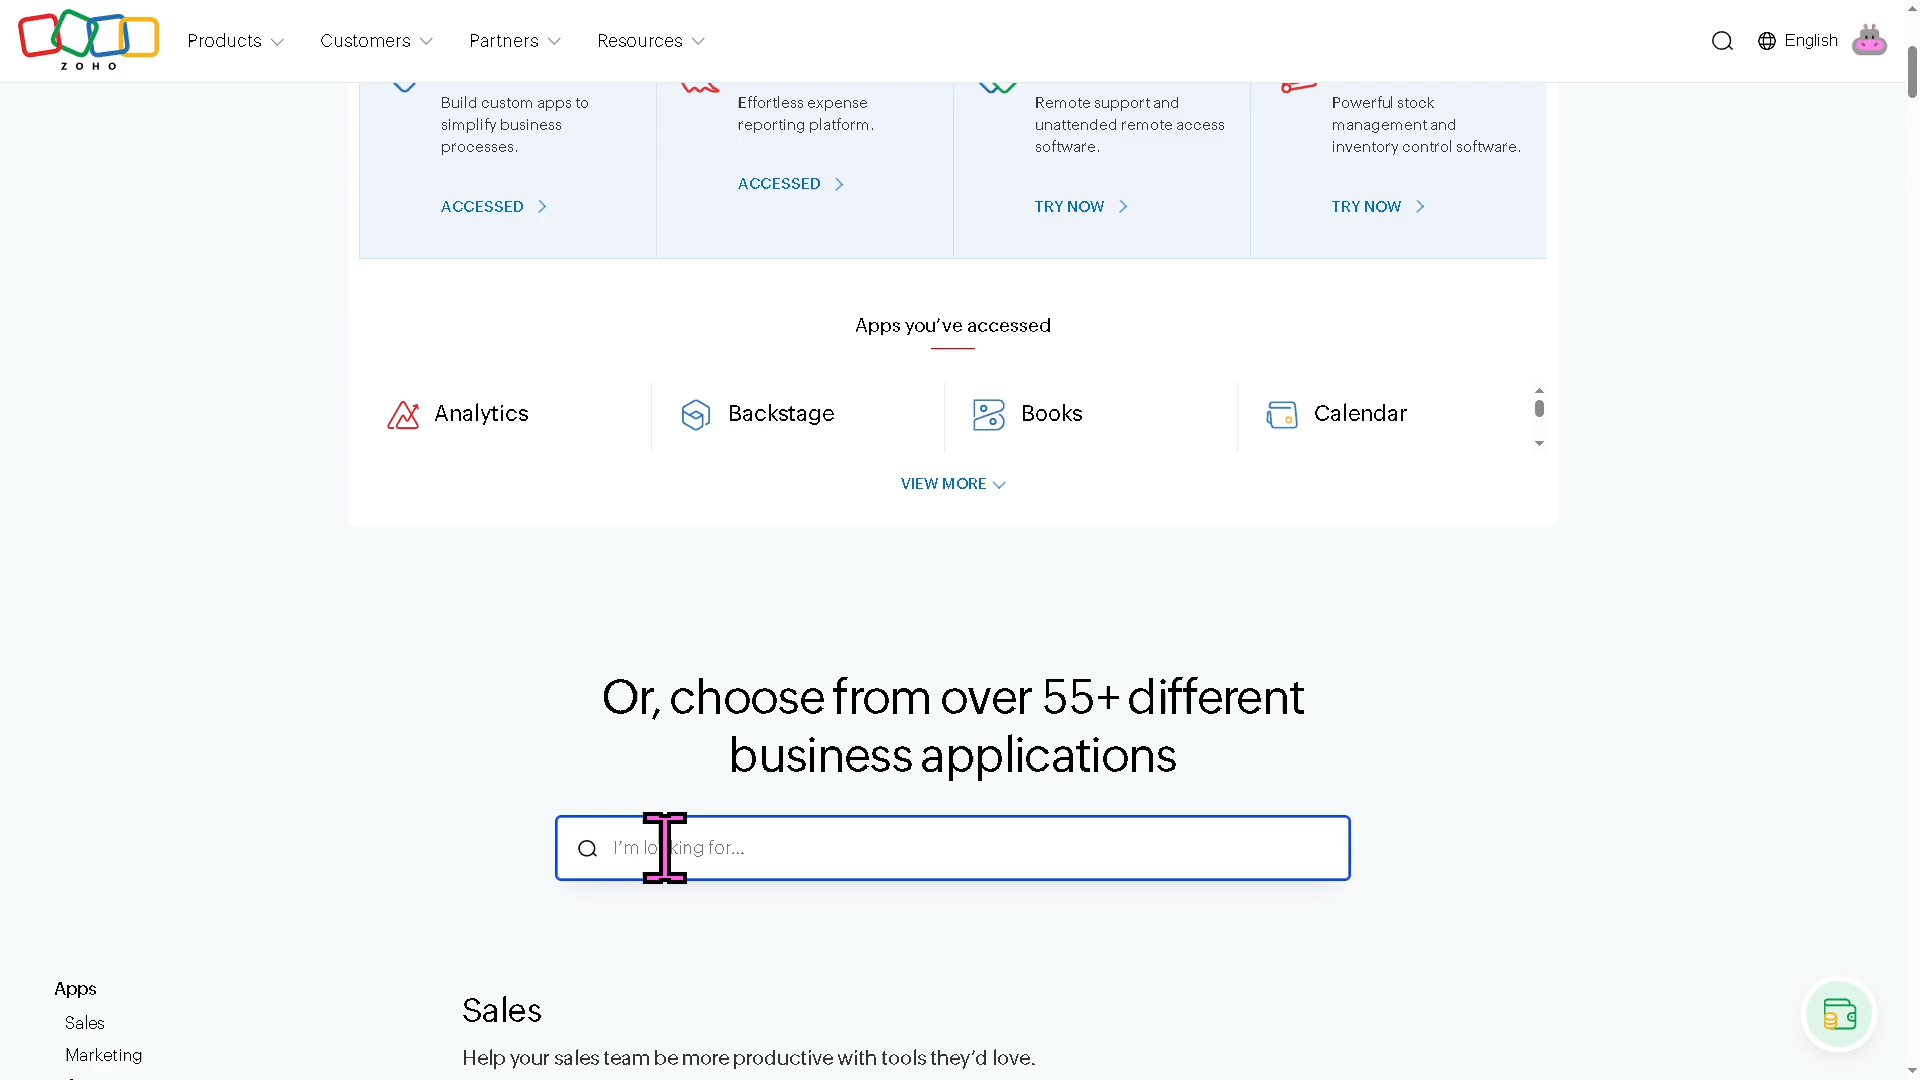 ZOHO
Products
Customers
Partners
Resources
English
Build custom apps to
simplify business
processes.
ACCESSED
Effortless expense
reporting platform.
ACCESSED
Remote support and
unattended remote access
software.
TRY NOW
Powerful stock
management and
inventory control software.
TRY NOW
Apps you've accessed
Analytics
Backstage
Books
Calendar
VIEW MORE
Or, choose from over 55+ different
business applications
I'm looking for...
Apps
Sales
Marketing
Sales
Help your sales team be more productive with tools they'd love.